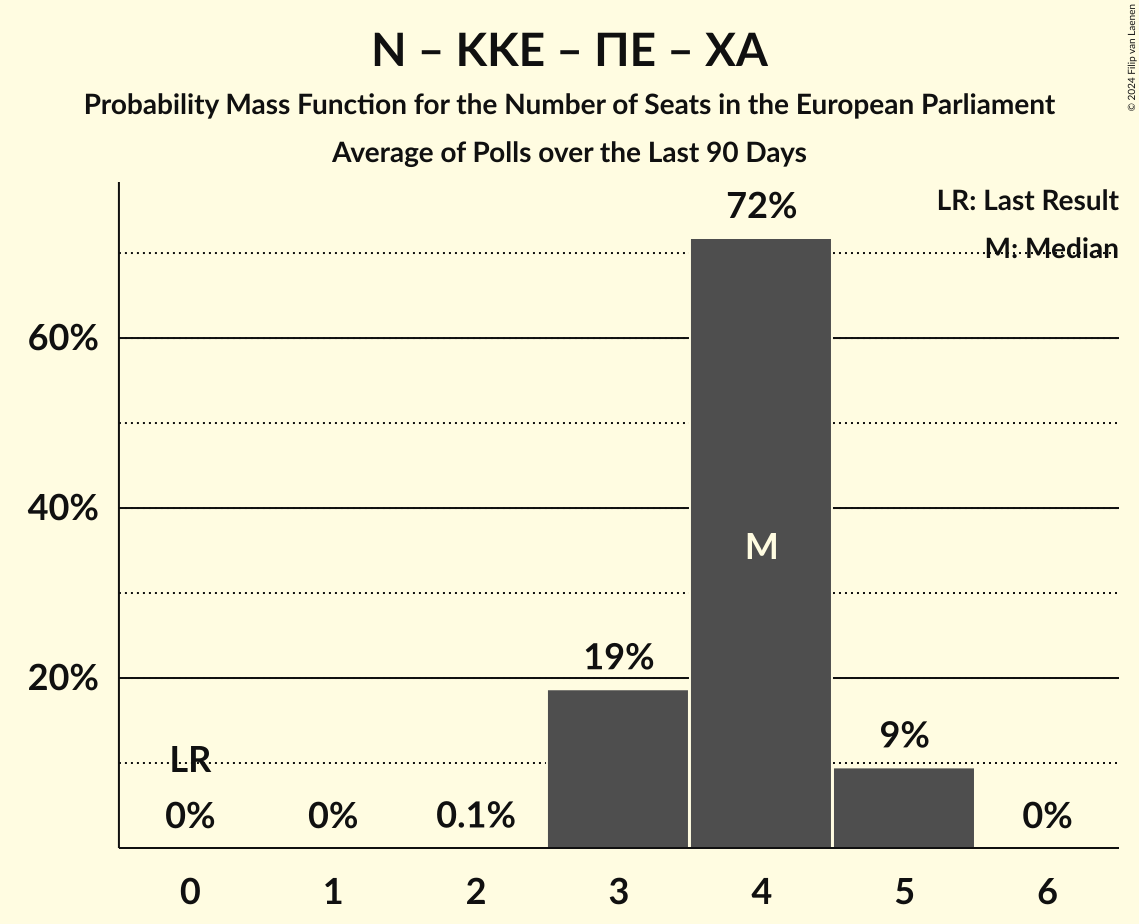 Ν – ΚΚΕ – ΠΕ – ΧΑ
Probability Mass Function for the Number of Seats in the European Parliament
Average of Polls over the Last 90 Days
© 2024 Filip van Laenen
LR: Last Result
M: Median
72%
60%
40%
M
20%
19%
9%
LR
0%
0%
0.1%
0%
0 1 2 3 4 5 6